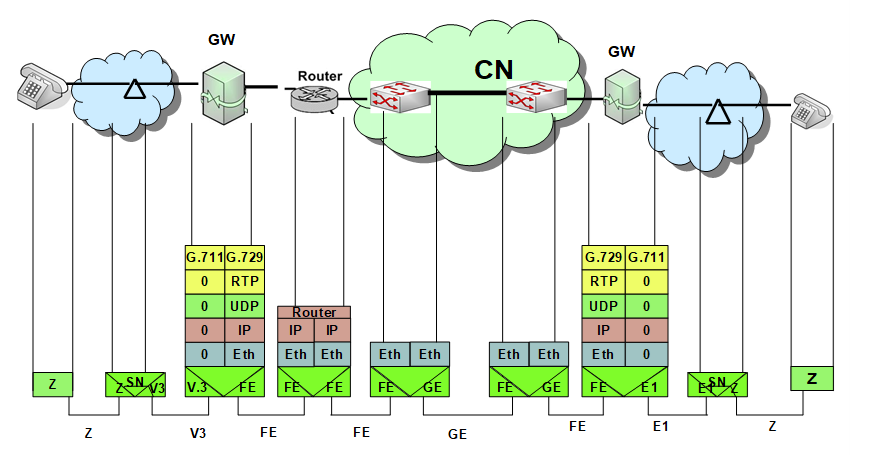 GW
GW
CN
Router
G.711 G.729
0 RTP
0 UDP
0 IP
0 Eth
V.3 FE
Router
IP IP
Eth Eth
FE FE
Eth Eth
FE GE
Eth Eth
FE GE
G.729 G.711
RTP 0
UDP 0
IP 0
Eth 0
FE E1
Z
SN
Z V3
SN
E1 Z
Z
Z V3 FE FE GE FE E1 Z